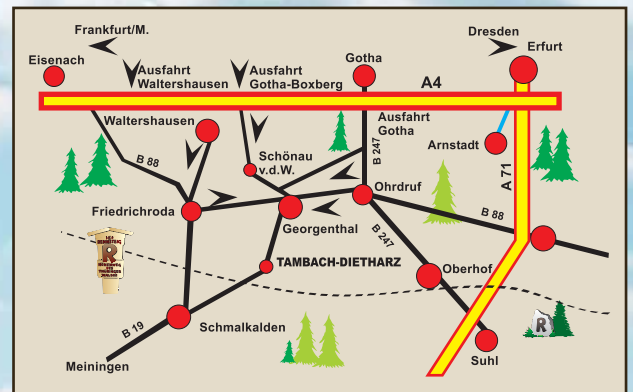 Frankfurt/M.
Dresden
Eisenach
Gotha
Erfurt
Ausfahrt
Waltershausen
Ausfahrt
Gotha-Boxberg
A4
Waltershausen
Ausfahrt
Gotha
Arnstadt
B 88
Schönau
v.d.W.
B 247
A 71
Ohrdruf
Friedrichroda
Georgenthal
B 88
B 247
R
TAMBACH-DIETHARZ
Oberhof
B 19
Schmalkalden
R
Meiningen
Suhl